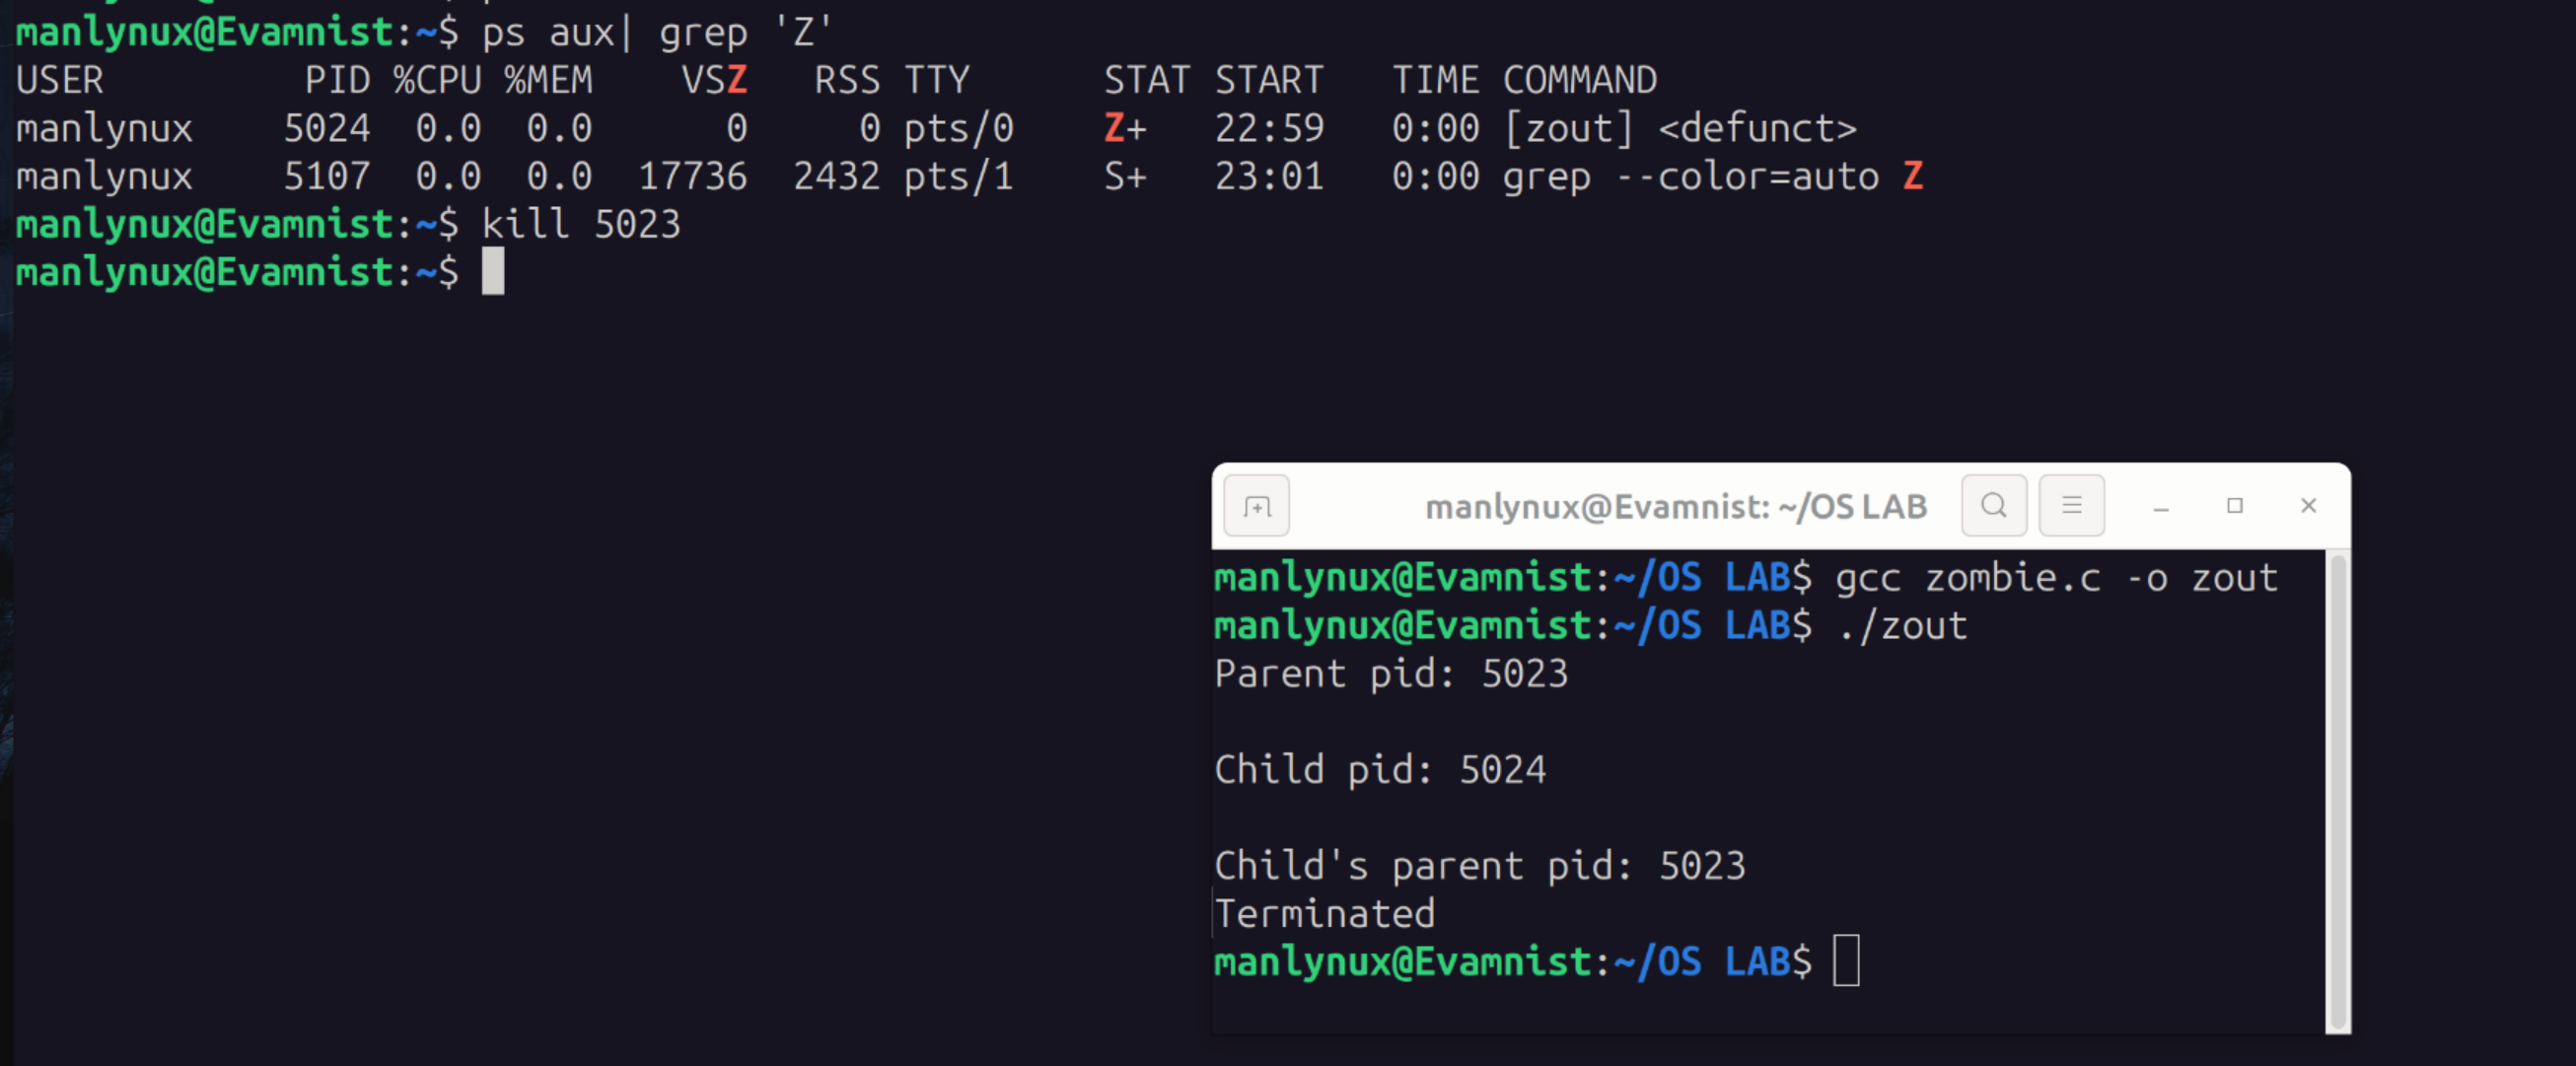 manlynux@Evamnist:~$ ps aux| grep 'Z'
USER         PID %CPU %MEM    VSZ   RSS TTY      STAT START   TIME COMMAND
manlynux    5024  0.0  0.0      0     0 pts/0    Z+   22:59   0:00 [zout] <defunct>
manlynux    5107  0.0  0.0  17736  2432 pts/1    S+   23:01   0:00 grep --color=auto Z
manlynux@Evamnist:~$ kill 5023
manlynux@Evamnist:~$
manlynux@Evamnist: ~/OS LAB
manlynux@Evamnist:~/OS LAB$ gcc zombie.c -o zout
manlynux@Evamnist:~/OS LAB$ ./zout
Parent pid: 5023
Child pid: 5024
Child's parent pid: 5023
Terminated
manlynux@Evamnist:~/OS LAB$